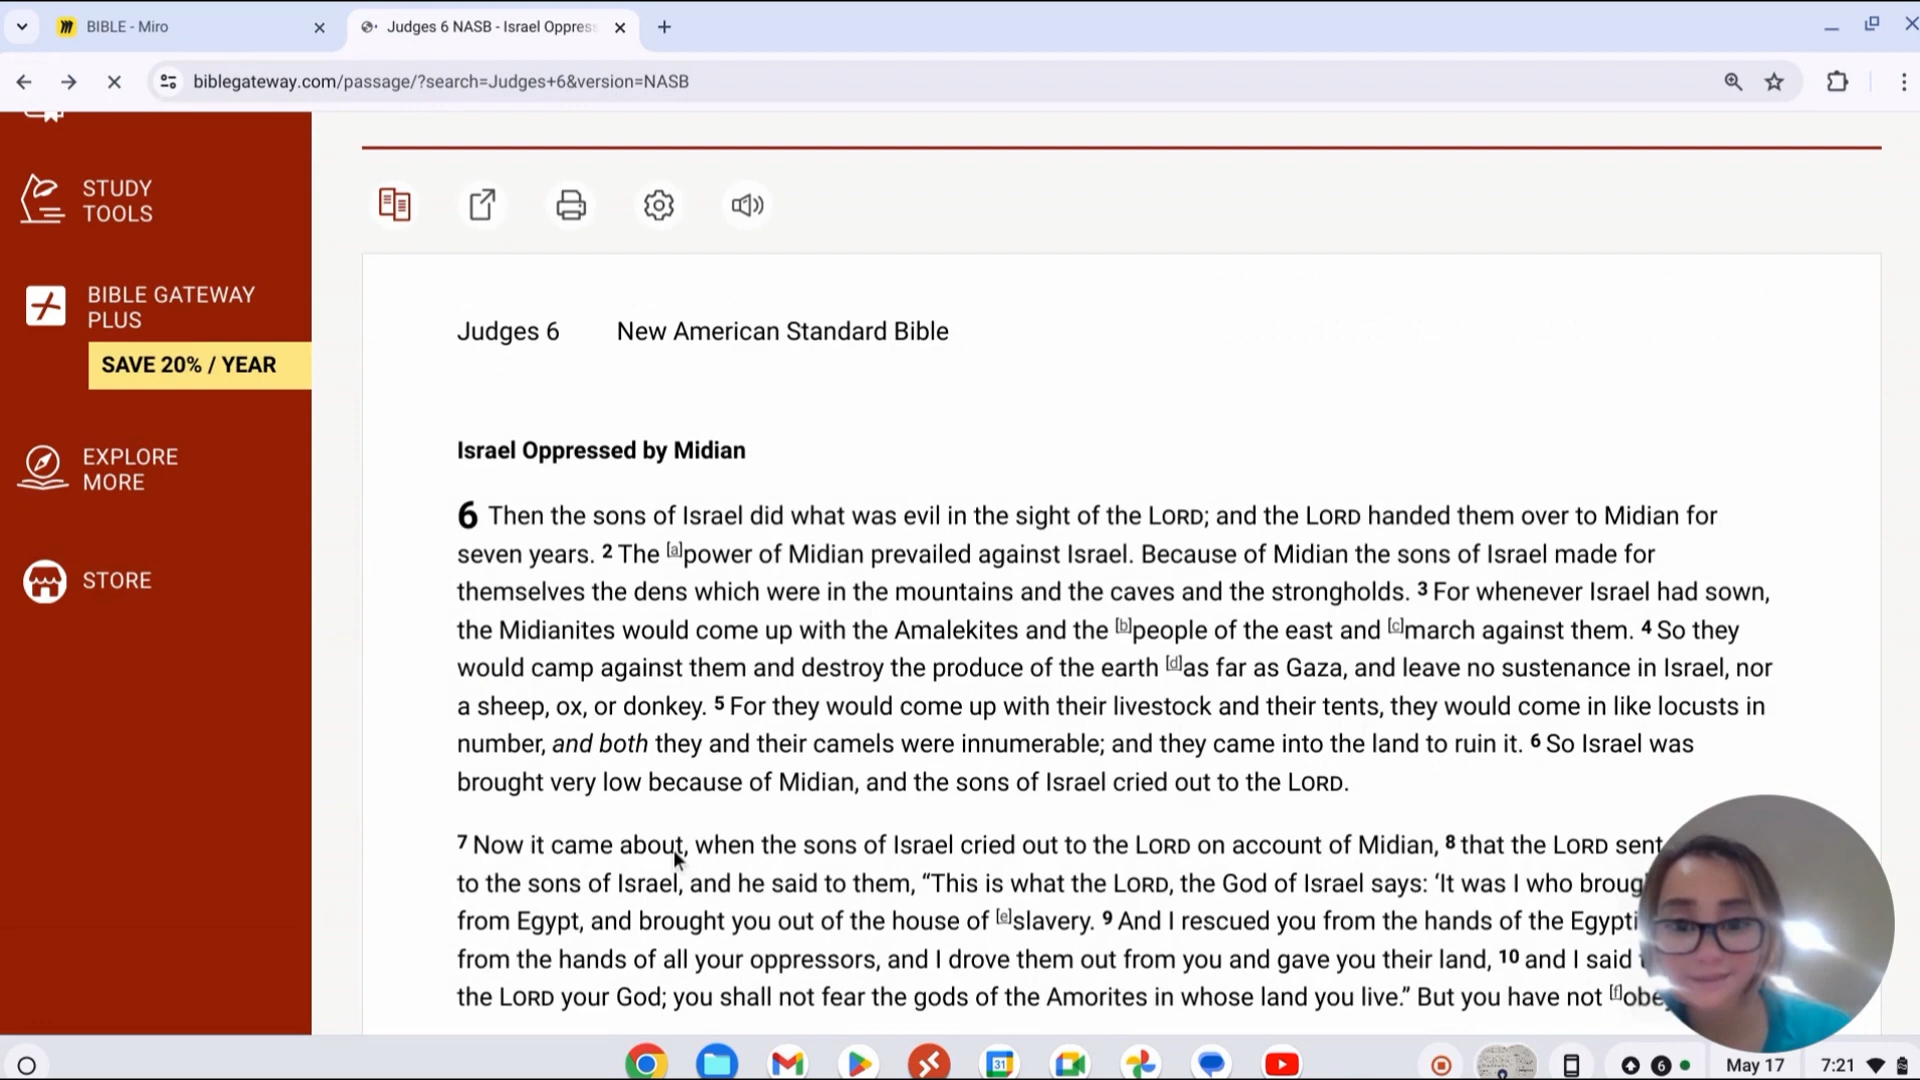 BIBLE - Miro
Judges 6 NASB - Israel Oppress
biblegateway.com/passage/?search=Judges+6&version=NASB
STUDY
TOOLS
BIBLE GATEWAY
PLUS
SAVE 20% / YEAR
EXPLORE
MORE
STORE
Judges 6 New American Standard Bible
Israel Oppressed by Midian
6 Then the sons of Israel did what was evil in the sight of the LORD; and the LORD handed them over to Midian for
seven years. 2 The [a]power of Midian prevailed against Israel. Because of Midian the sons of Israel made for
themselves the dens which were in the mountains and the caves and the strongholds. 3 For whenever Israel had sown,
the Midianites would come up with the Amalekites and the [b]people of the east and [c]march against them. 4 So they
would camp against them and destroy the produce of the earth [d]as far as Gaza, and leave no sustenance in Israel, nor
a sheep, ox, or donkey. 5 For they would come up with their livestock and their tents, they would come in like locusts in
number, and both they and their camels were innumerable; and they came into the land to ruin it. 6 So Israel was
brought very low because of Midian, and the sons of Israel cried out to the LORD.
7 Now it came about, when the sons of Israel cried out to the LORD on account of Midian, 8 that the LORD sent
to the sons of Israel, and he said to them, “This is what the LORD, the God of Israel says: ‘It was I who broug
from Egypt, and brought you out of the house of [e]slavery. 9 And I rescued you from the hands of the Egypti
from the hands of all your oppressors, and I drove them out from you and gave you their land, 10 and I said
the LORD your God; you shall not fear the gods of the Amorites in whose land you live.” But you have not [f]obe
31
6
May 17
7:21